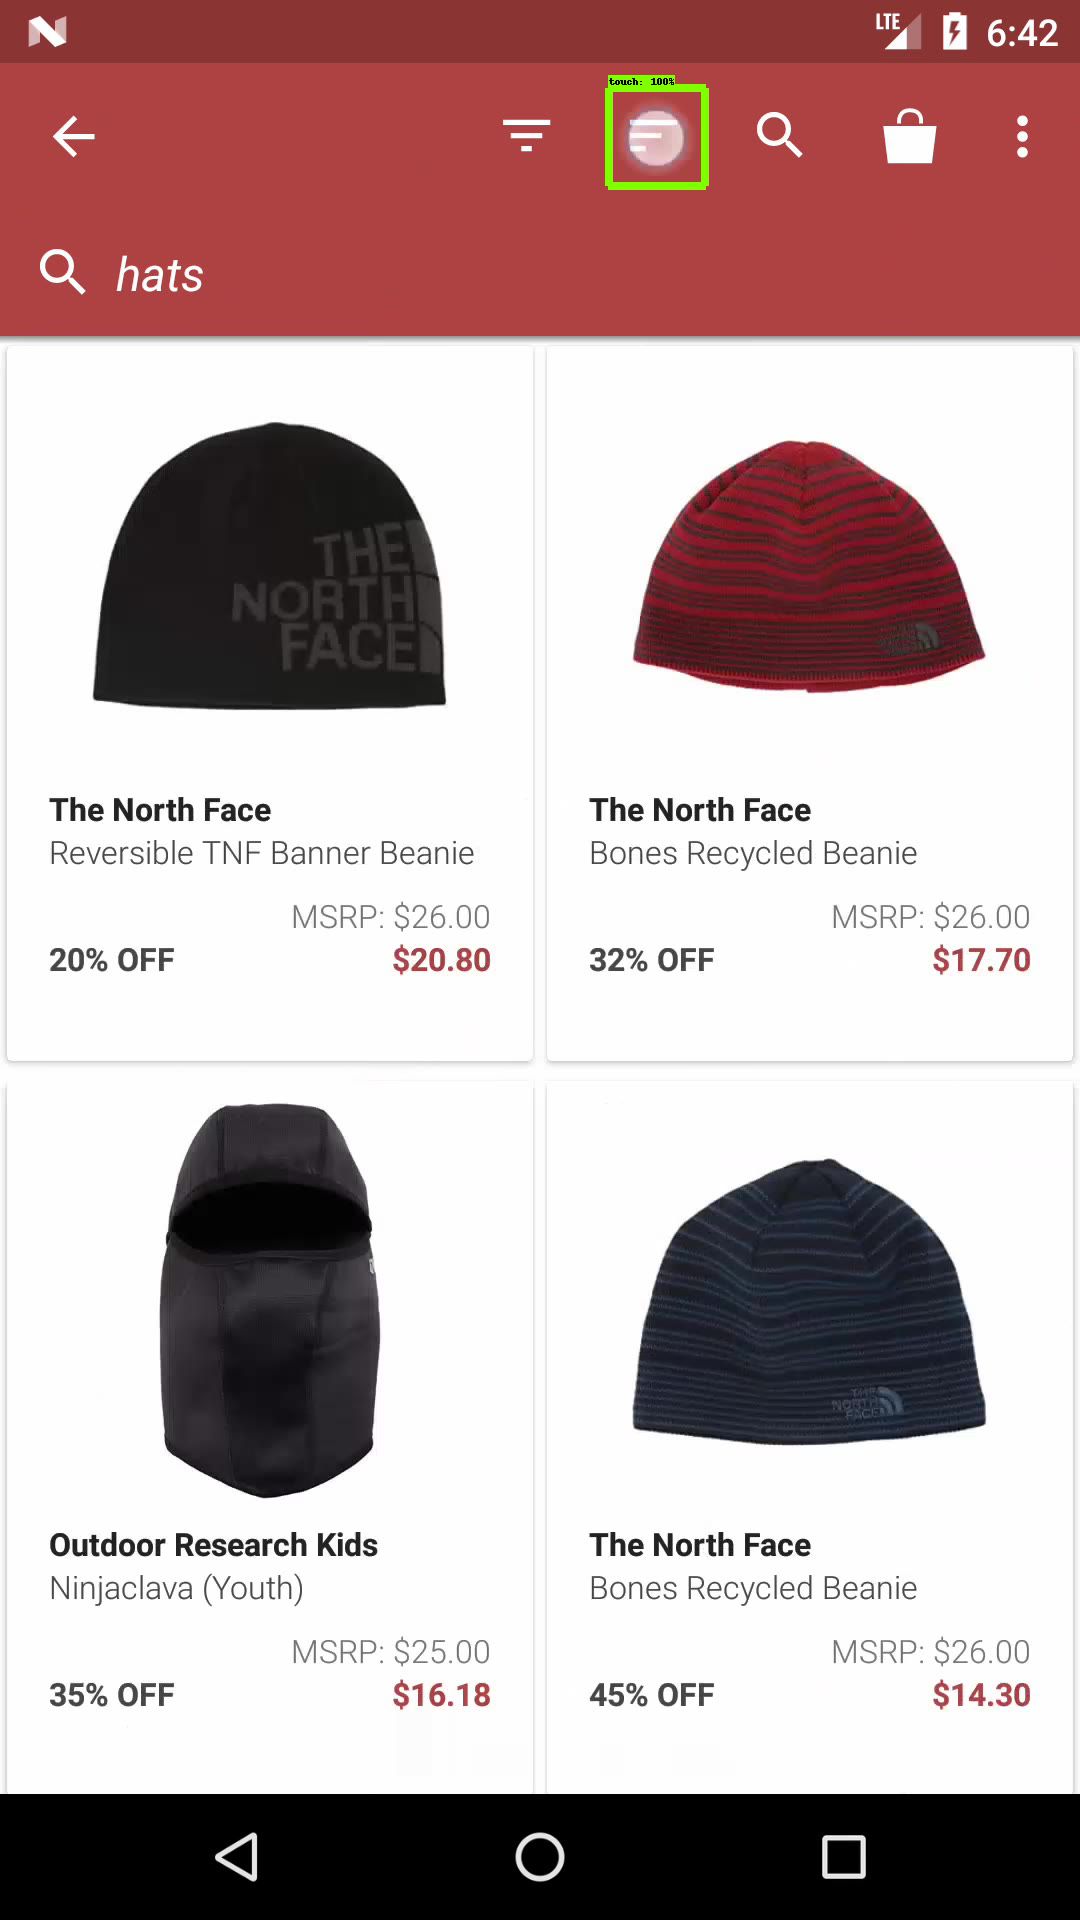 LTE 6:42
touch: 100%
hats
THE
NORTH
FACE
The North Face
Reversible TNF Banner Beanie
MSRP: $26.00
20% OFF $20.80
The North Face
Bones Recycled Beanie
MSRP: $26.00
32% OFF $17.70
THE
NORTH
FACE
Outdoor Research Kids
Ninjaclava (Youth)
MSRP: $25.00
35% OFF $16.18
The North Face
Bones Recycled Beanie
MSRP: $26.00
45% OFF $14.30